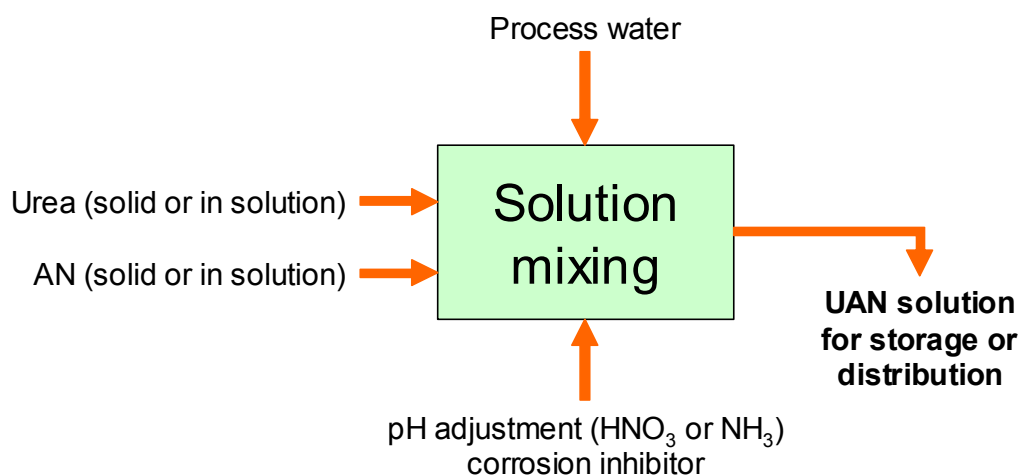 Process water
Urea (solid or in solution)
AN (solid or in solution)
Solution
mixing
UAN solution
for storage or
distribution
pH adjustment (HNO₃ or NH₃)
corrosion inhibitor